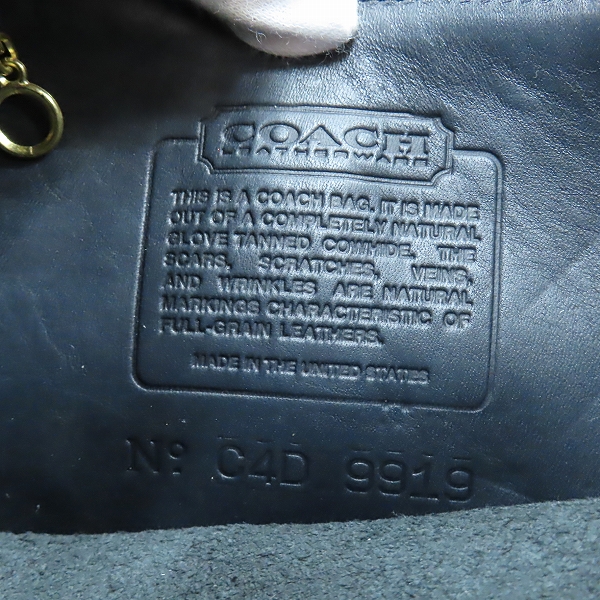 COACH
LEATHERWARE
THIS IS A COACH BAG. IT IS MADE
OUT OF A COMPLETELY NATURAL
GLOVE TANNED COWHIDE. THE
SCARS, SCRATCHES, VEINS,
AND WRINKLES ARE NATURAL
MARKINGS CHARACTERISTIC OF
FULL-GRAIN LEATHERS.
MADE IN THE UNITED STATES
Nº C4D 9919